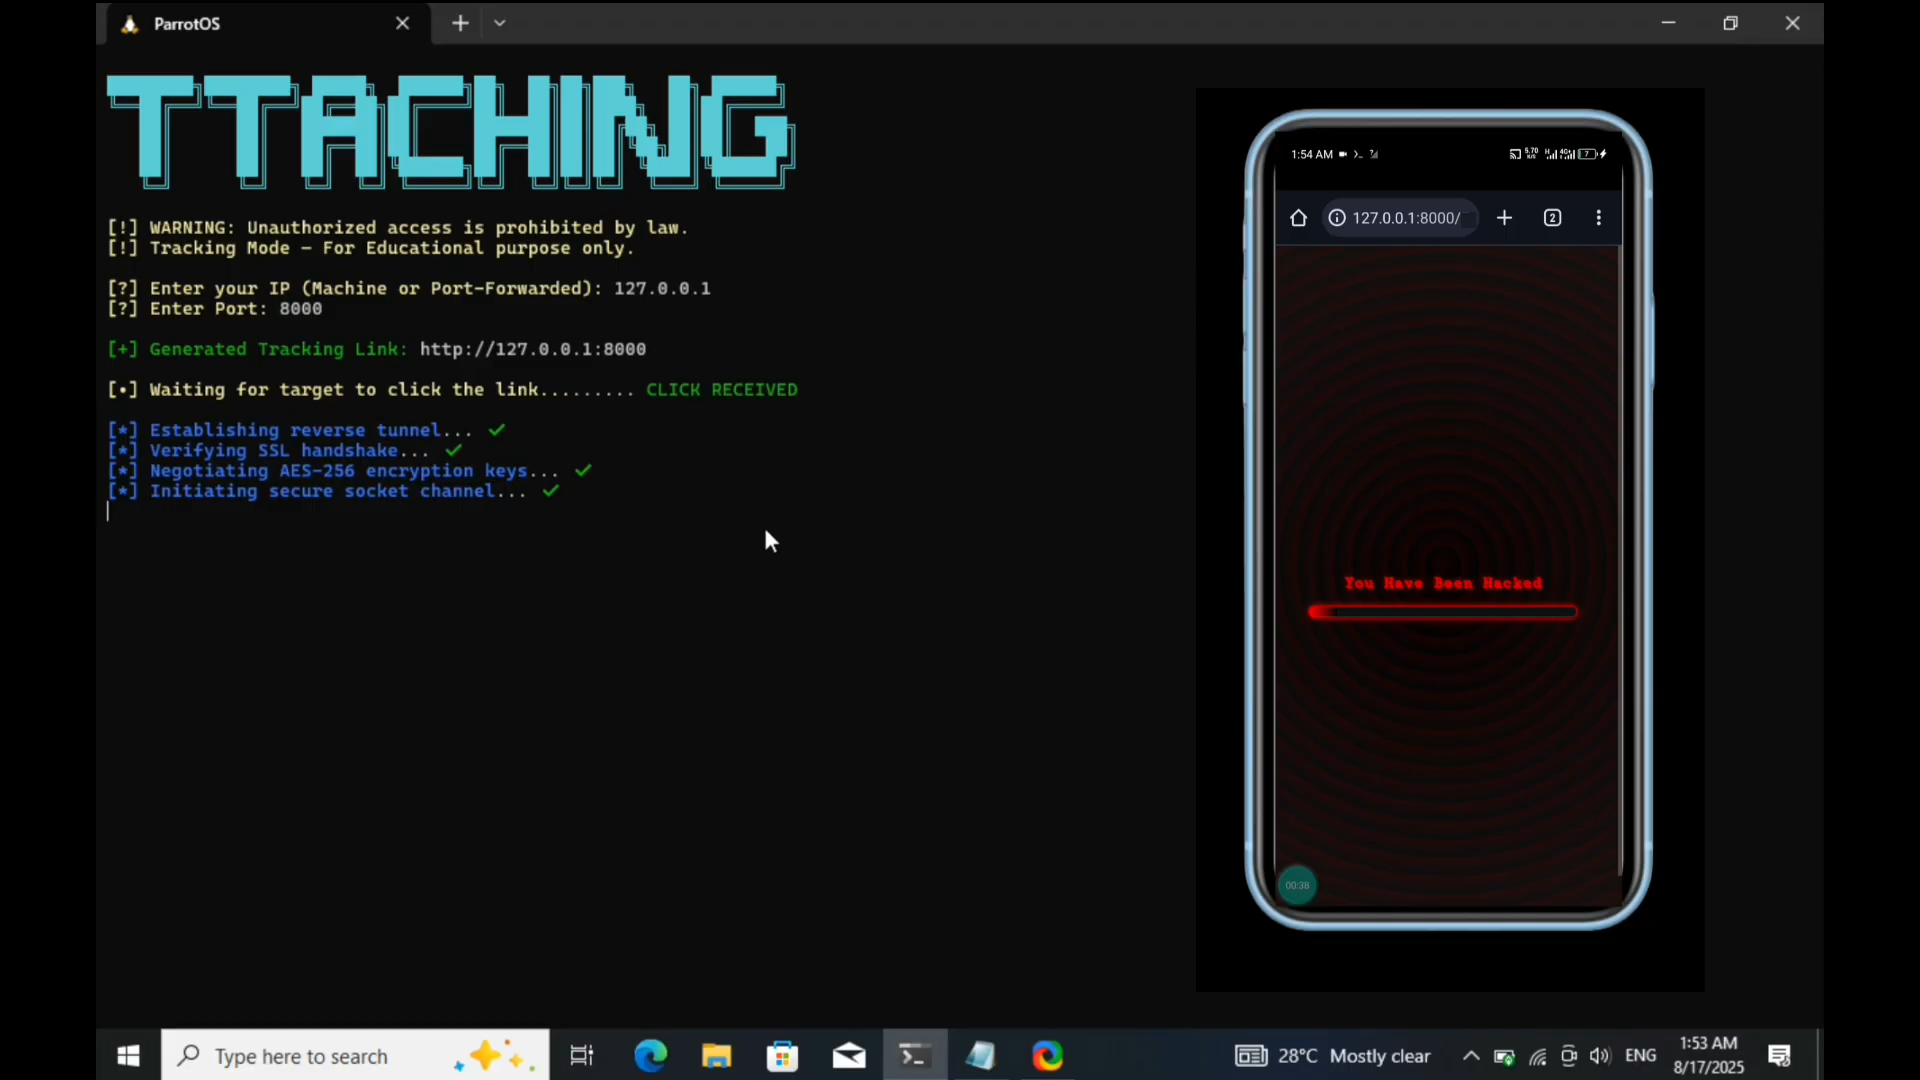 ParrotOS
TTACHING
[!] WARNING: Unauthorized access is prohibited by law.
[!] Tracking Mode – For Educational purpose only.
[?] Enter your IP (Machine or Port-Forwarded): 127.0.0.1
[?] Enter Port: 8000
[+] Generated Tracking Link: http://127.0.0.1:8000
[•] Waiting for target to click the link......... CLICK RECEIVED
[*] Establishing reverse tunnel... ✓
[*] Verifying SSL handshake... ✓
[*] Negotiating AES-256 encryption keys... ✓
[*] Initiating secure socket channel... ✓
1:54 AM
5.70
7
127.0.0.1:8000/
2
You Have Been Hacked
00:38
Type here to search
28°C Mostly clear
ENG
1:53 AM
8/17/2025